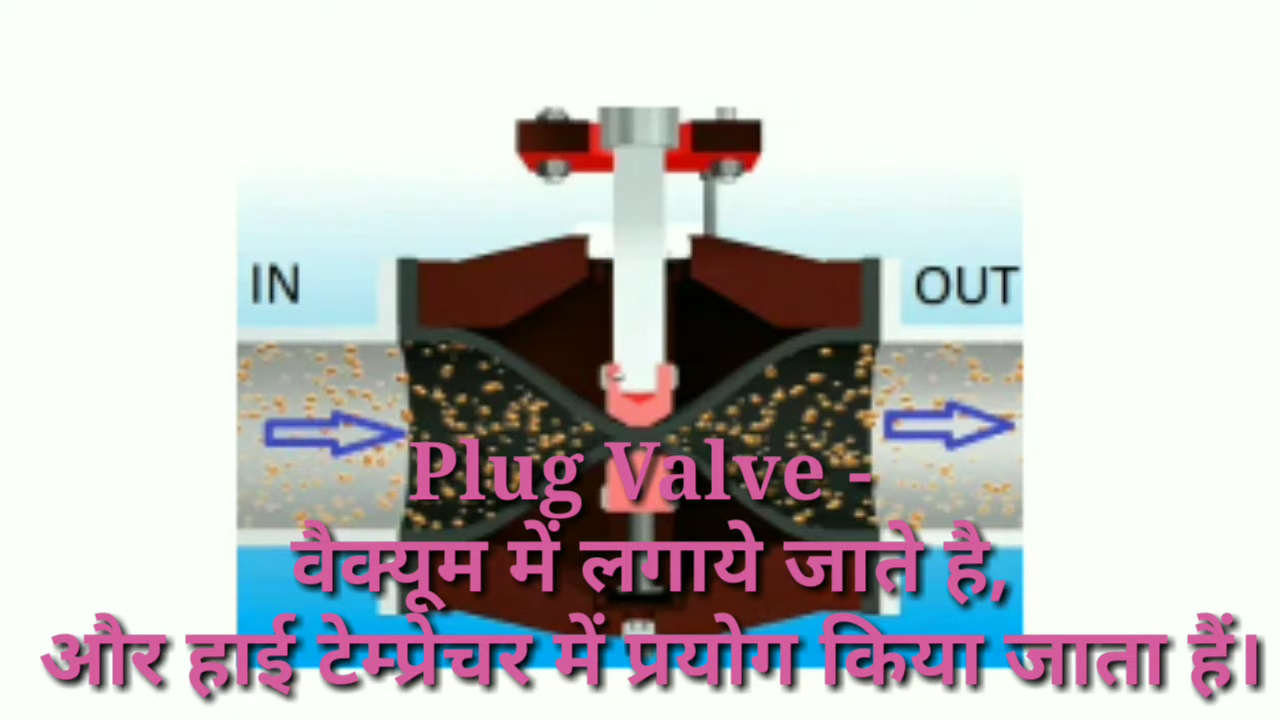 IN
OUT
Plug Valve -
वैक्यूम में लगाये जाते है,
और हाई टेम्प्रेचर में प्रयोग किया जाता हैं।